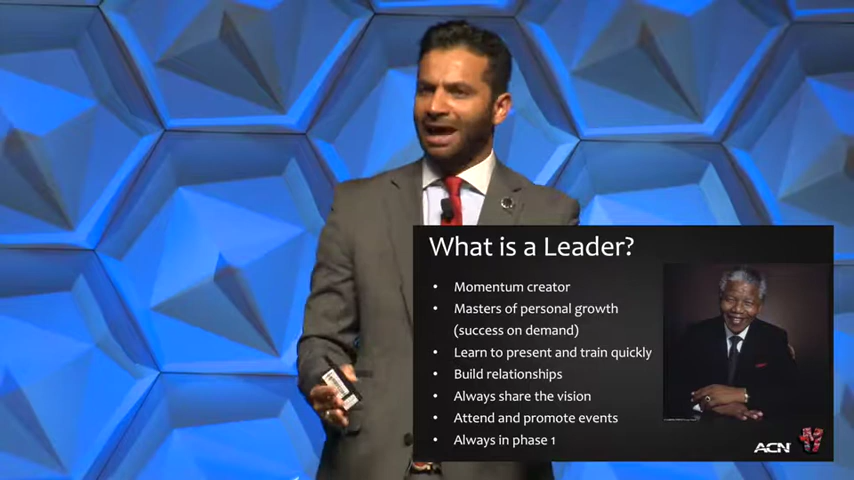 What is a Leader?
• Momentum creator
• Masters of personal growth
(success on demand)
• Learn to present and train quickly
• Build relationships
• Always share the vision
• Attend and promote events
• Always in phase 1
ACN